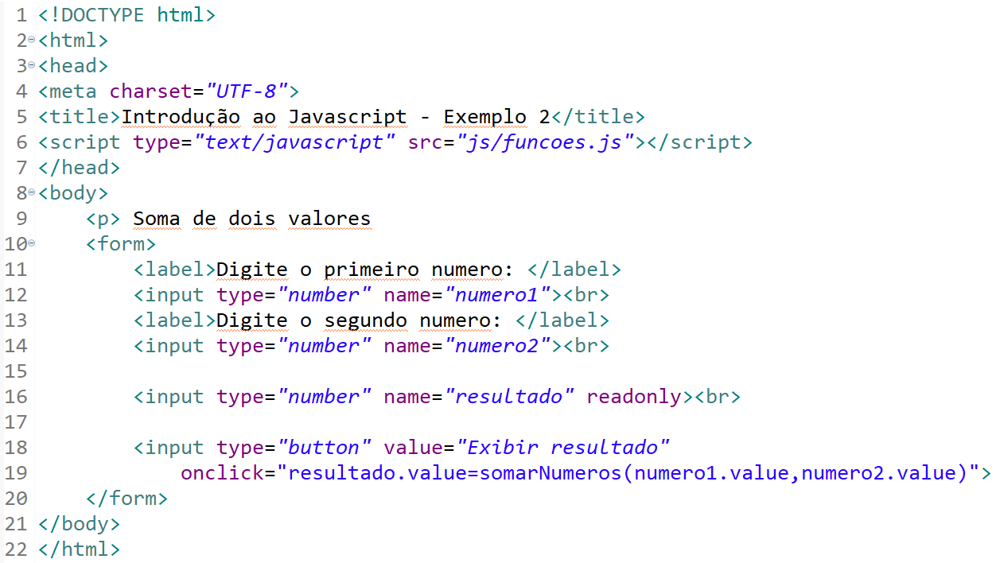 1 <!DOCTYPE html>
2 <html>
3 <head>
4 <meta charset="UTF-8">
5 <title>Introdução ao Javascript - Exemplo 2</title>
6 <script type="text/javascript" src="js/funcoes.js"></script>
7 </head>
8 <body>
9     <p> Soma de dois valores
10     <form>
11         <label>Digite o primeiro numero: </label>
12         <input type="number" name="numero1"><br>
13         <label>Digite o segundo numero: </label>
14         <input type="number" name="numero2"><br>
15
16         <input type="number" name="resultado" readonly><br>
17
18         <input type="button" value="Exibir resultado"
19             onclick="resultado.value=somarNumeros(numero1.value,numero2.value)">
20     </form>
21 </body>
22 </html>